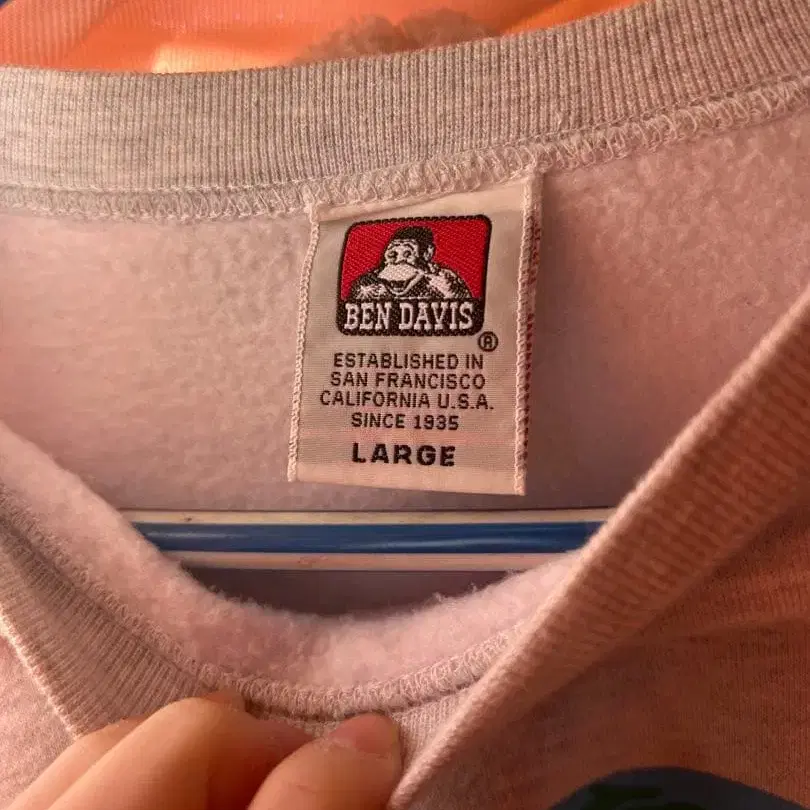 BEN DAVIS
®
ESTABLISHED IN
SAN FRANCISCO
CALIFORNIA U.S.A.
SINCE 1935
LARGE